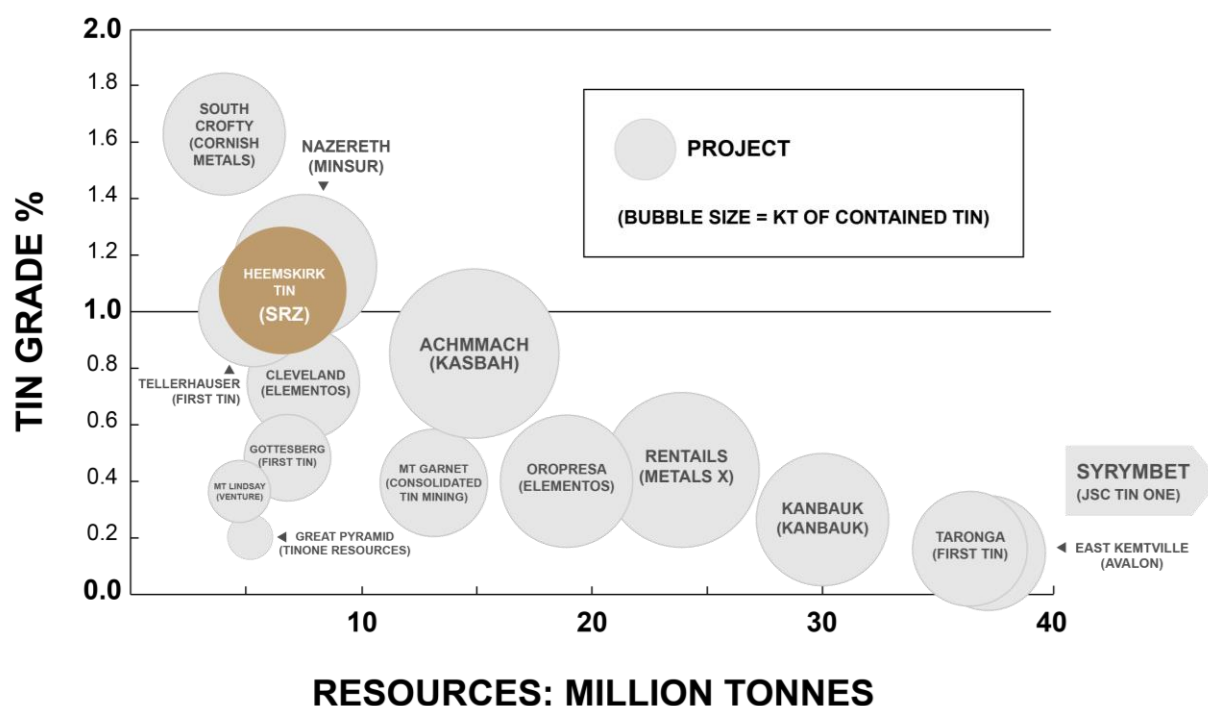 TIN GRADE %
2.0
1.8
1.6
1.4
1.2
1.0
0.8
0.6
0.4
0.2
0.0
SOUTH
CROFTY
(CORNISH
METALS)
NAZERETH
(MINSUR)
PROJECT
(BUBBLE SIZE = KT OF CONTAINED TIN)
HEEMSKIRK
TIN
(SRZ)
TELLERHAUSER
(FIRST TIN)
CLEVELAND
(ELEMENTOS)
ACHMMACH
(KASBAH)
GOTTESBERG
(FIRST TIN)
MT LINDSAY
(VENTURE)
GREAT PYRAMID
(TINONE RESOURCES)
MT GARNET
(CONSOLIDATED
TIN MINING)
OROPRESA
(ELEMENTOS)
RENTAILS
(METALS X)
KANBAUK
(KANBAUK)
TARONGA
(FIRST TIN)
SYRYMBET
(JSC TIN ONE)
EAST KEMTVILLE
(AVALON)
10
20
30
40
RESOURCES: MILLION TONNES